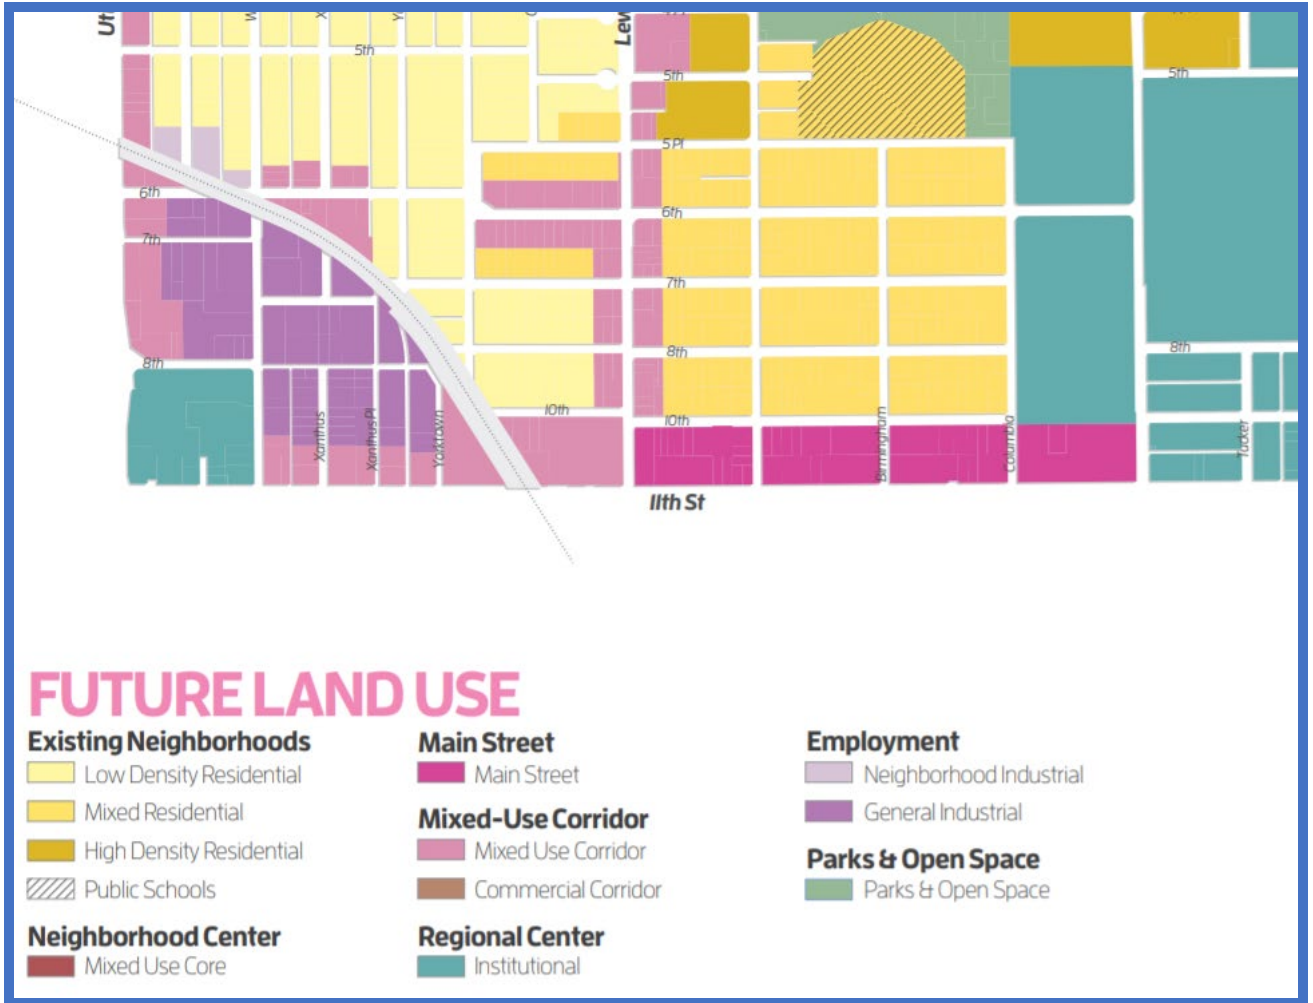 5th
5th
5th
5 Pl
6th
6th
7th
7th
8th
8th
8th
10th
10th
Xanthus
Xanthus Pl
Yorktown
Birmingham
Columbia
Tucker
11th St
FUTURE LAND USE
Existing Neighborhoods
Low Density Residential
Mixed Residential
High Density Residential
Public Schools
Neighborhood Center
Mixed Use Core
Main Street
Main Street
Mixed-Use Corridor
Mixed Use Corridor
Commercial Corridor
Regional Center
Institutional
Employment
Neighborhood Industrial
General Industrial
Parks & Open Space
Parks & Open Space